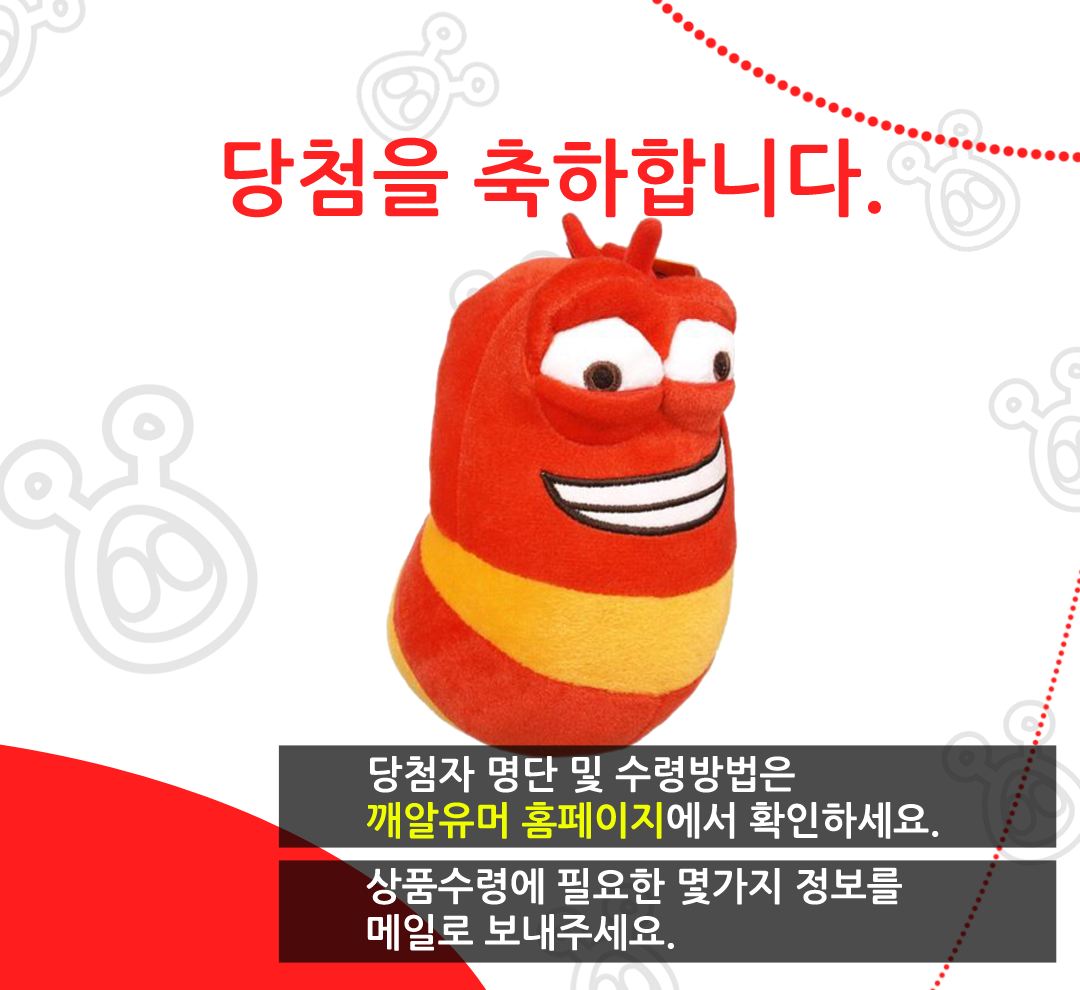 당첨을 축하합니다.
당첨자 명단 및 수령방법은
깨알유머 홈페이지에서 확인하세요.
상품수령에 필요한 몇가지 정보를
메일로 보내주세요.